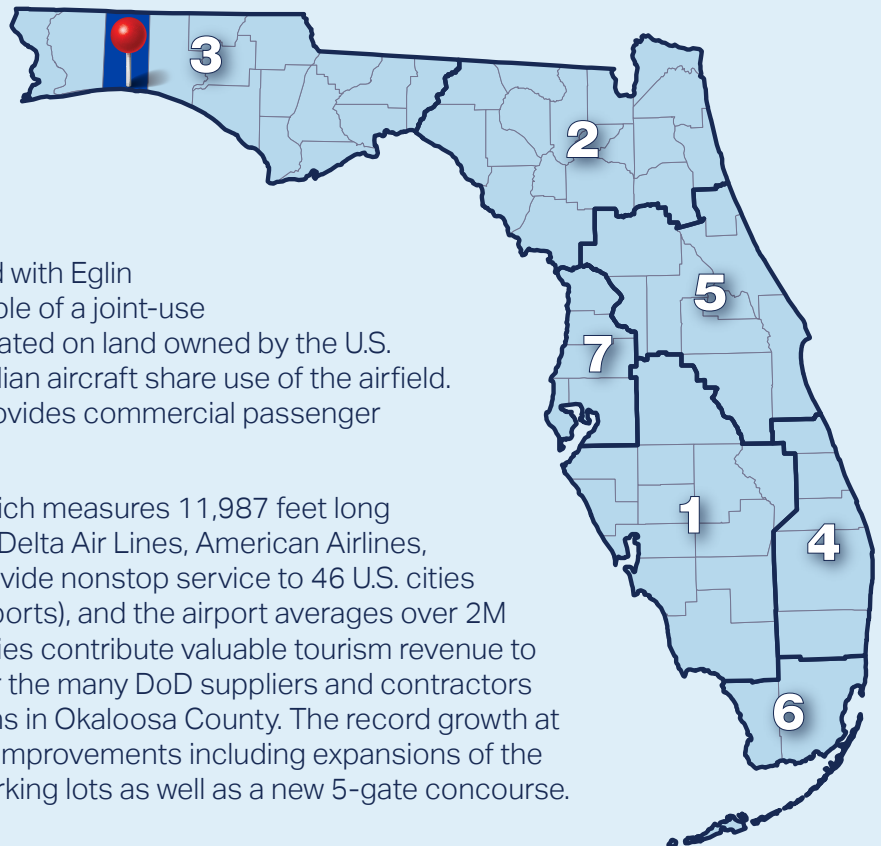 3
2
d with Eglin
ple of a joint-use
5
ated on land owned by the U.S.
7
lian aircraft share use of the airfield.
ovides commercial passenger
ich measures 11,987 feet long
1
Delta Air Lines, American Airlines,
4
vide nonstop service to 46 U.S. cities
ports), and the airport averages over 2M
ies contribute valuable tourism revenue to
r the many DoD suppliers and contractors
6
ns in Okaloosa County. The record growth at
improvements including expansions of the
rking lots as well as a new 5-gate concourse.